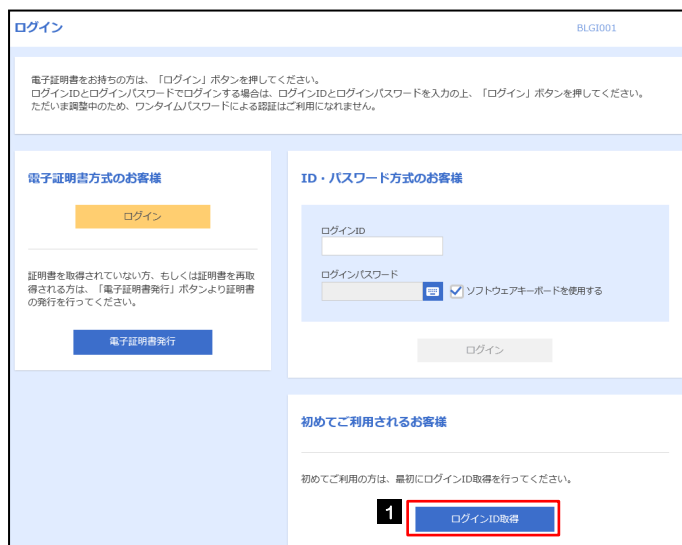 ログイン
BLGI001
電子証明書をお持ちの方は、「ログイン」ボタンを押してください。
ログインIDとログインパスワードでログインする場合は、ログインIDとログインパスワードを入力の上、「ログイン」ボタンを押してください。
ただいま調整中のため、ワンタイムパスワードによる認証はご利用になれません。
電子証明書方式のお客様
ログイン
証明書を取得されていない方、もしくは証明書を再取
得される方は、「電子証明書発行」ボタンより証明書
の発行を行ってください。
電子証明書発行
ID・パスワード方式のお客様
ログインID
ログインパスワード
ソフトウェアキーボードを使用する
ログイン
初めてご利用されるお客様
初めてご利用の方は、最初にログインID取得を行ってください。
1
ログインID取得